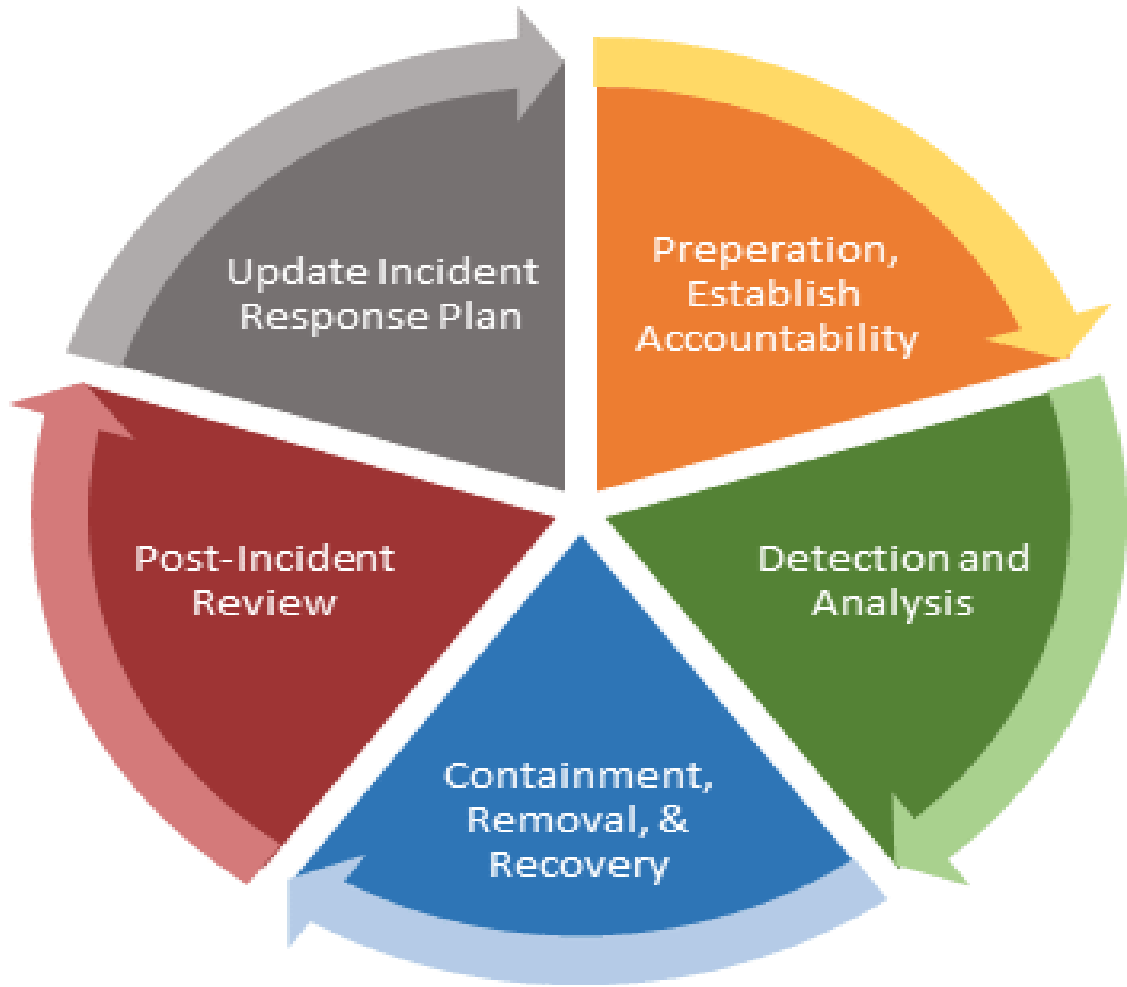 Preperation,
Establish
Accountability
Detection and
Analysis
Containment,
Removal, &
Recovery
Post-Incident
Review
Update Incident
Response Plan